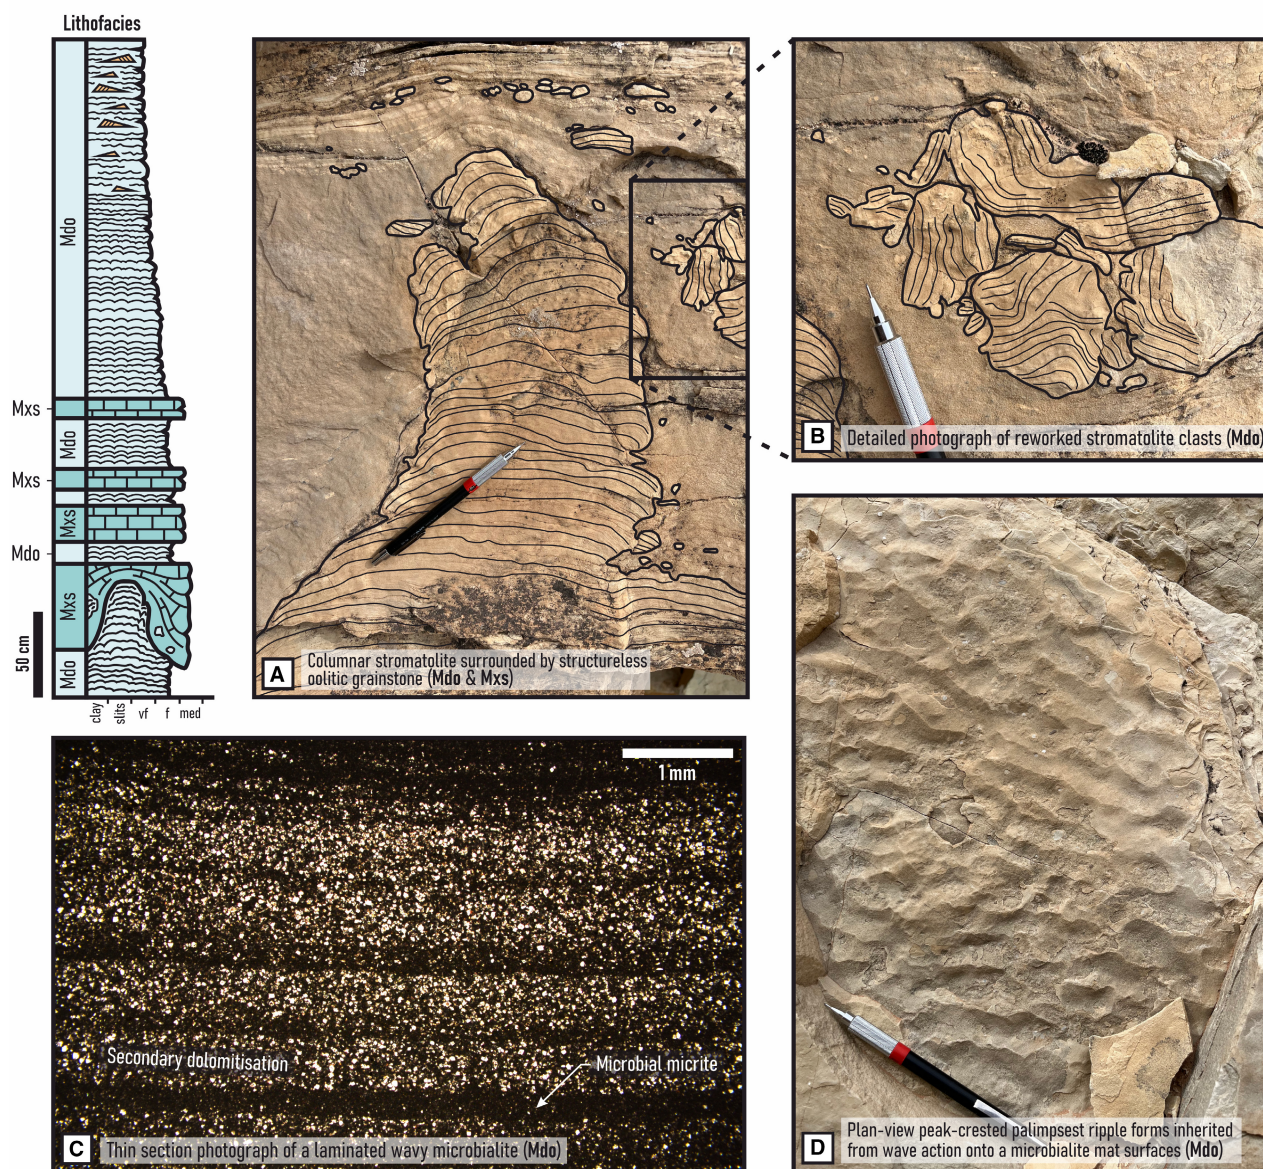 Lithofacies
Mdo
Mxs
Mdo
Mxs
Mxs
Mdo
Mxs
Mdo
50 cm
clay
slits
vf
f
med
A
Columnar stromatolite surrounded by structureless
oolitic grainstone (Mdo & Mxs)
B
Detailed photograph of reworked stromatolite clasts (Mdo)
1 mm
Secondary dolomitisation
Microbial micrite
C
Thin section photograph of a laminated wavy microbialite (Mdo)
D
Plan-view peak-crested palimpsest ripple forms inherited
from wave action onto a microbialite mat surfaces (Mdo)